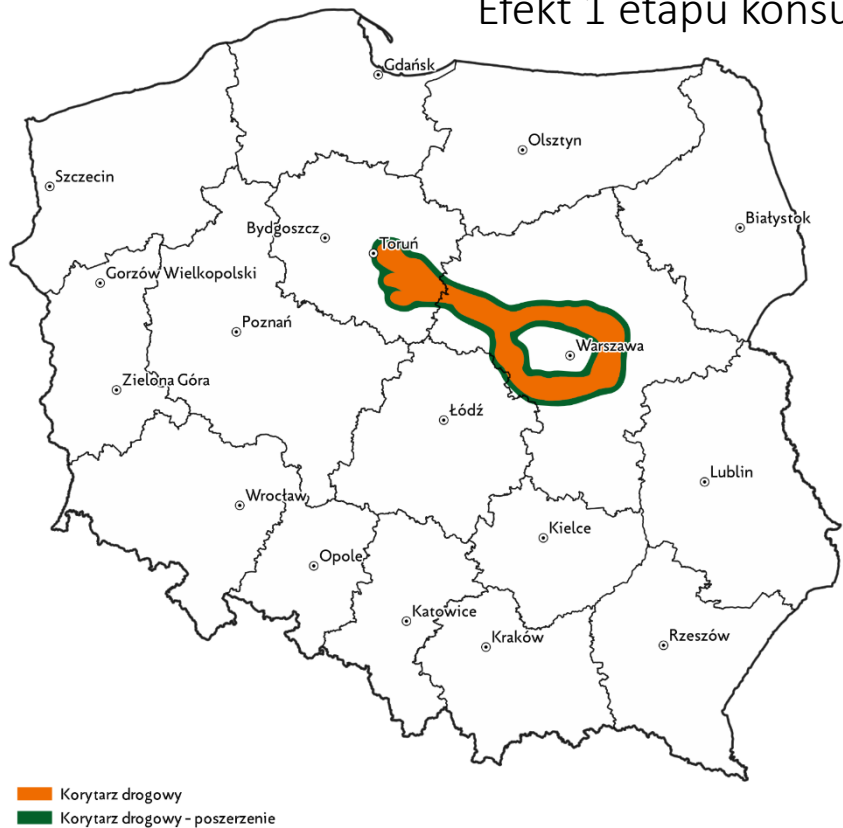 Efekt 1 etapu konsu
Gdańsk
Olsztyn
Szczecin
Białystok
Bydgoszcz
Toruń
Gorzów Wielkopolski
Poznań
Warszawa
Zielona Góra
Łódź
Lublin
Wrocław
Kielce
Opole
Katowice
Kraków
Rzeszów
Korytarz drogowy
Korytarz drogowy - poszerzenie